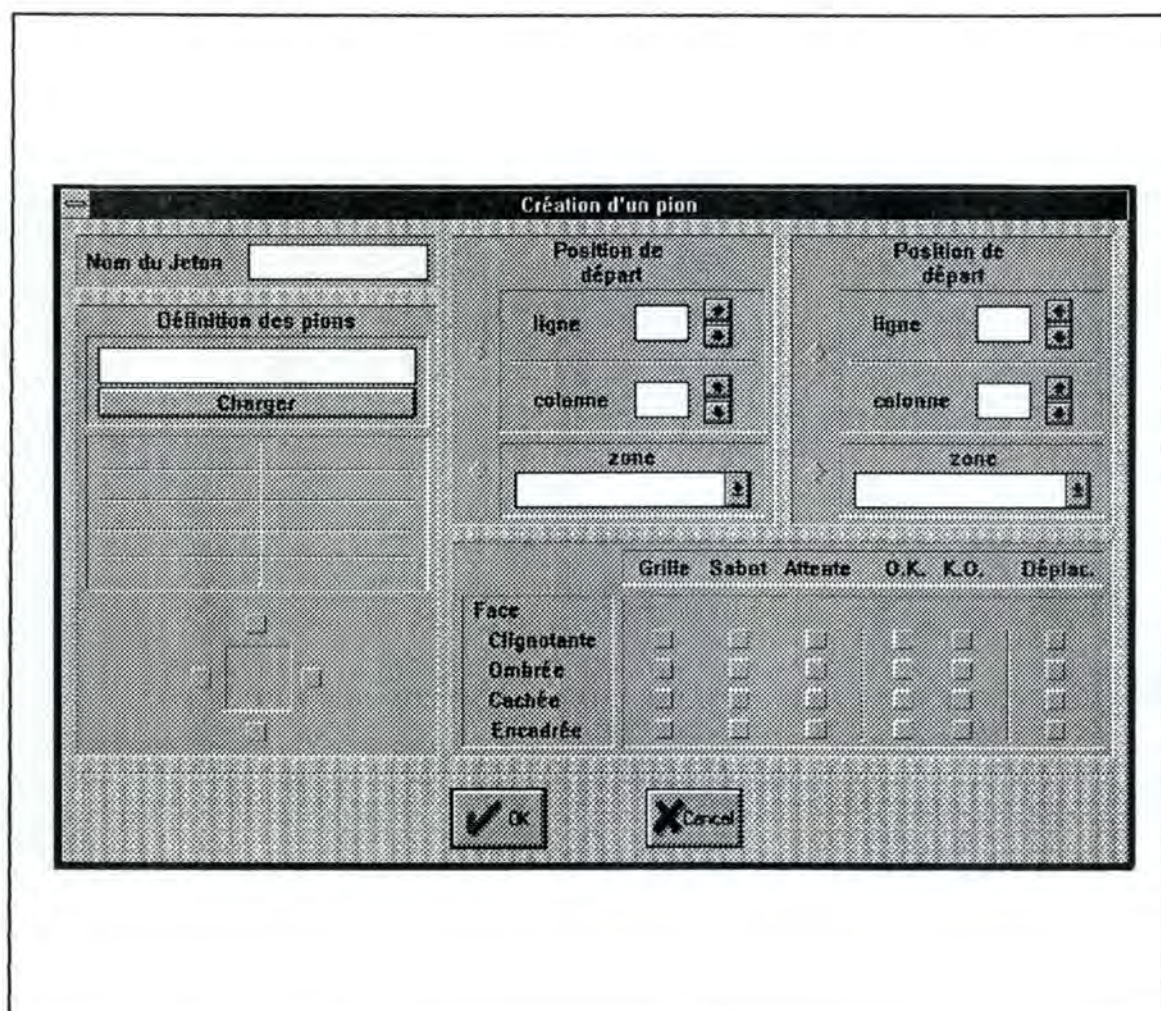 Création d'un pion
Nom du Jeton
Définition des pions
Charger
Position de
départ
ligne
colonne
zone
Position de
départ
ligne
colonne
zone
Grille Sabot Attente O.K. K.O. Déplac.
Face
Clignotante
Ombrée
Cachée
Encadrée
OK
Cancel